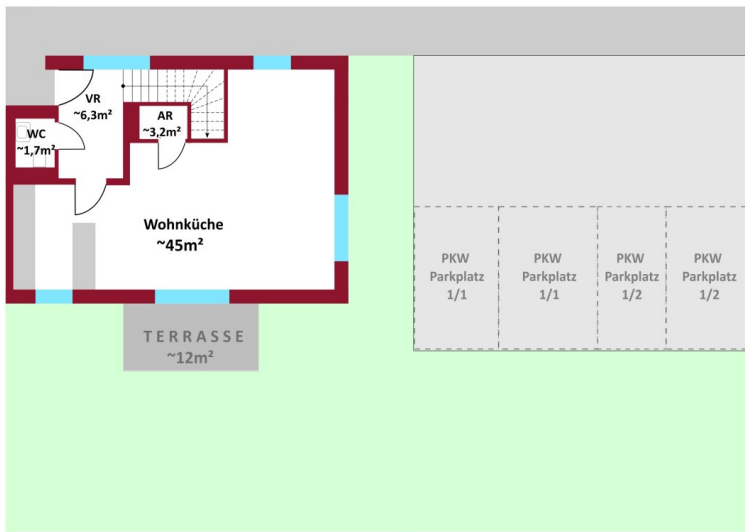 VR
~6,3m²
AR
~3,2m²
WC
~1,7m²
Wohnküche
~45m²
TERRASSE
~12m²
PKW
Parkplatz
1/1
PKW
Parkplatz
1/1
PKW
Parkplatz
1/2
PKW
Parkplatz
1/2